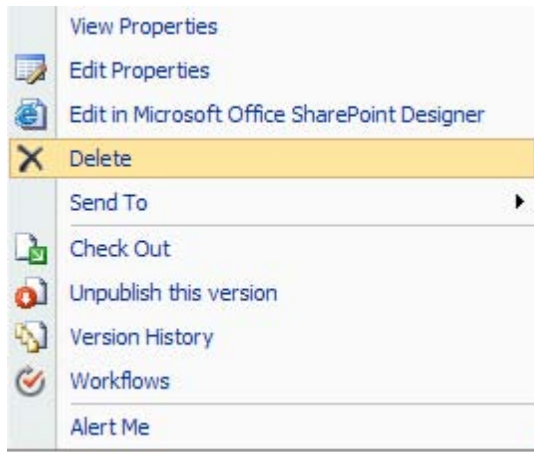 View Properties
Edit Properties
Edit in Microsoft Office SharePoint Designer
Delete
Send To
Check Out
Unpublish this version
Version History
Workflows
Alert Me